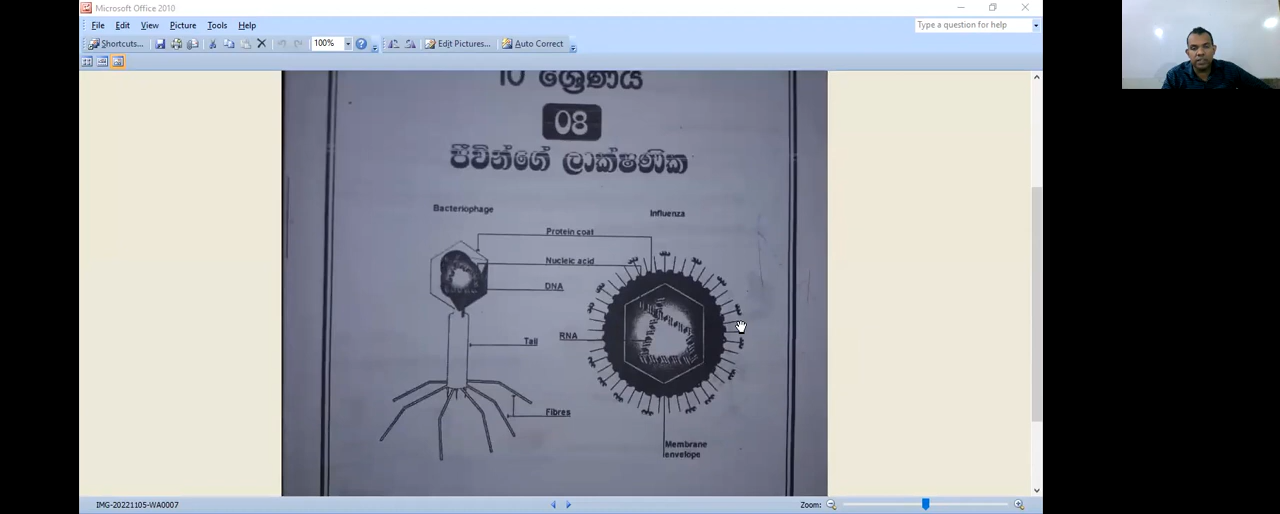 Microsoft Office 2010
File Edit View Picture Tools Help
Type a question for help
Shortcuts... 100% Edit Pictures... Auto Correct
10 ශ්‍රේණිය
08
ජීවින්ගේ ලාක්ෂණික
Bacteriophage
Influenza
Protein coat
Nucleic acid
DNA
RNA
Tail
Fibres
Membrane
envelope
IMG-20221105-WA0007
Zoom: